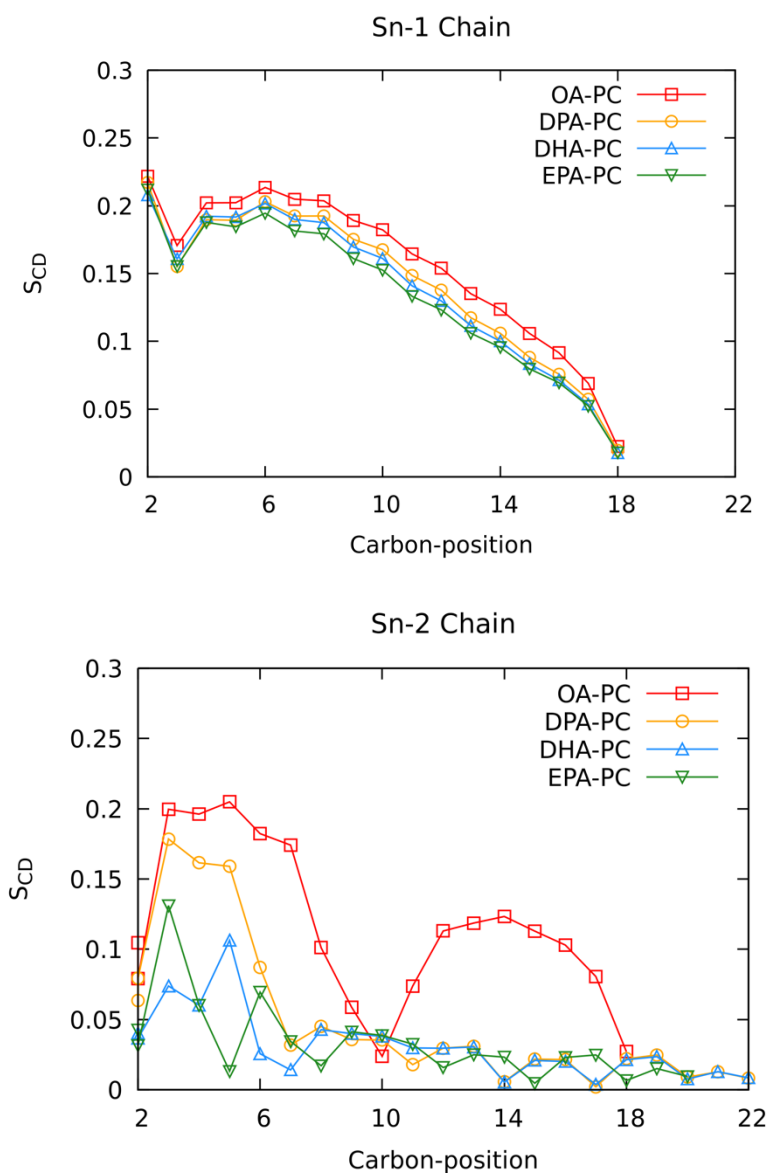 Sn-1 Chain
0.3
0.25
0.2
0.15
0.1
0.05
0
S_CD
OA-PC
DPA-PC
DHA-PC
EPA-PC
2 6 10 14 18 22
Carbon-position
Sn-2 Chain
0.3
0.25
0.2
0.15
0.1
0.05
0
S_CD
OA-PC
DPA-PC
DHA-PC
EPA-PC
2 6 10 14 18 22
Carbon-position